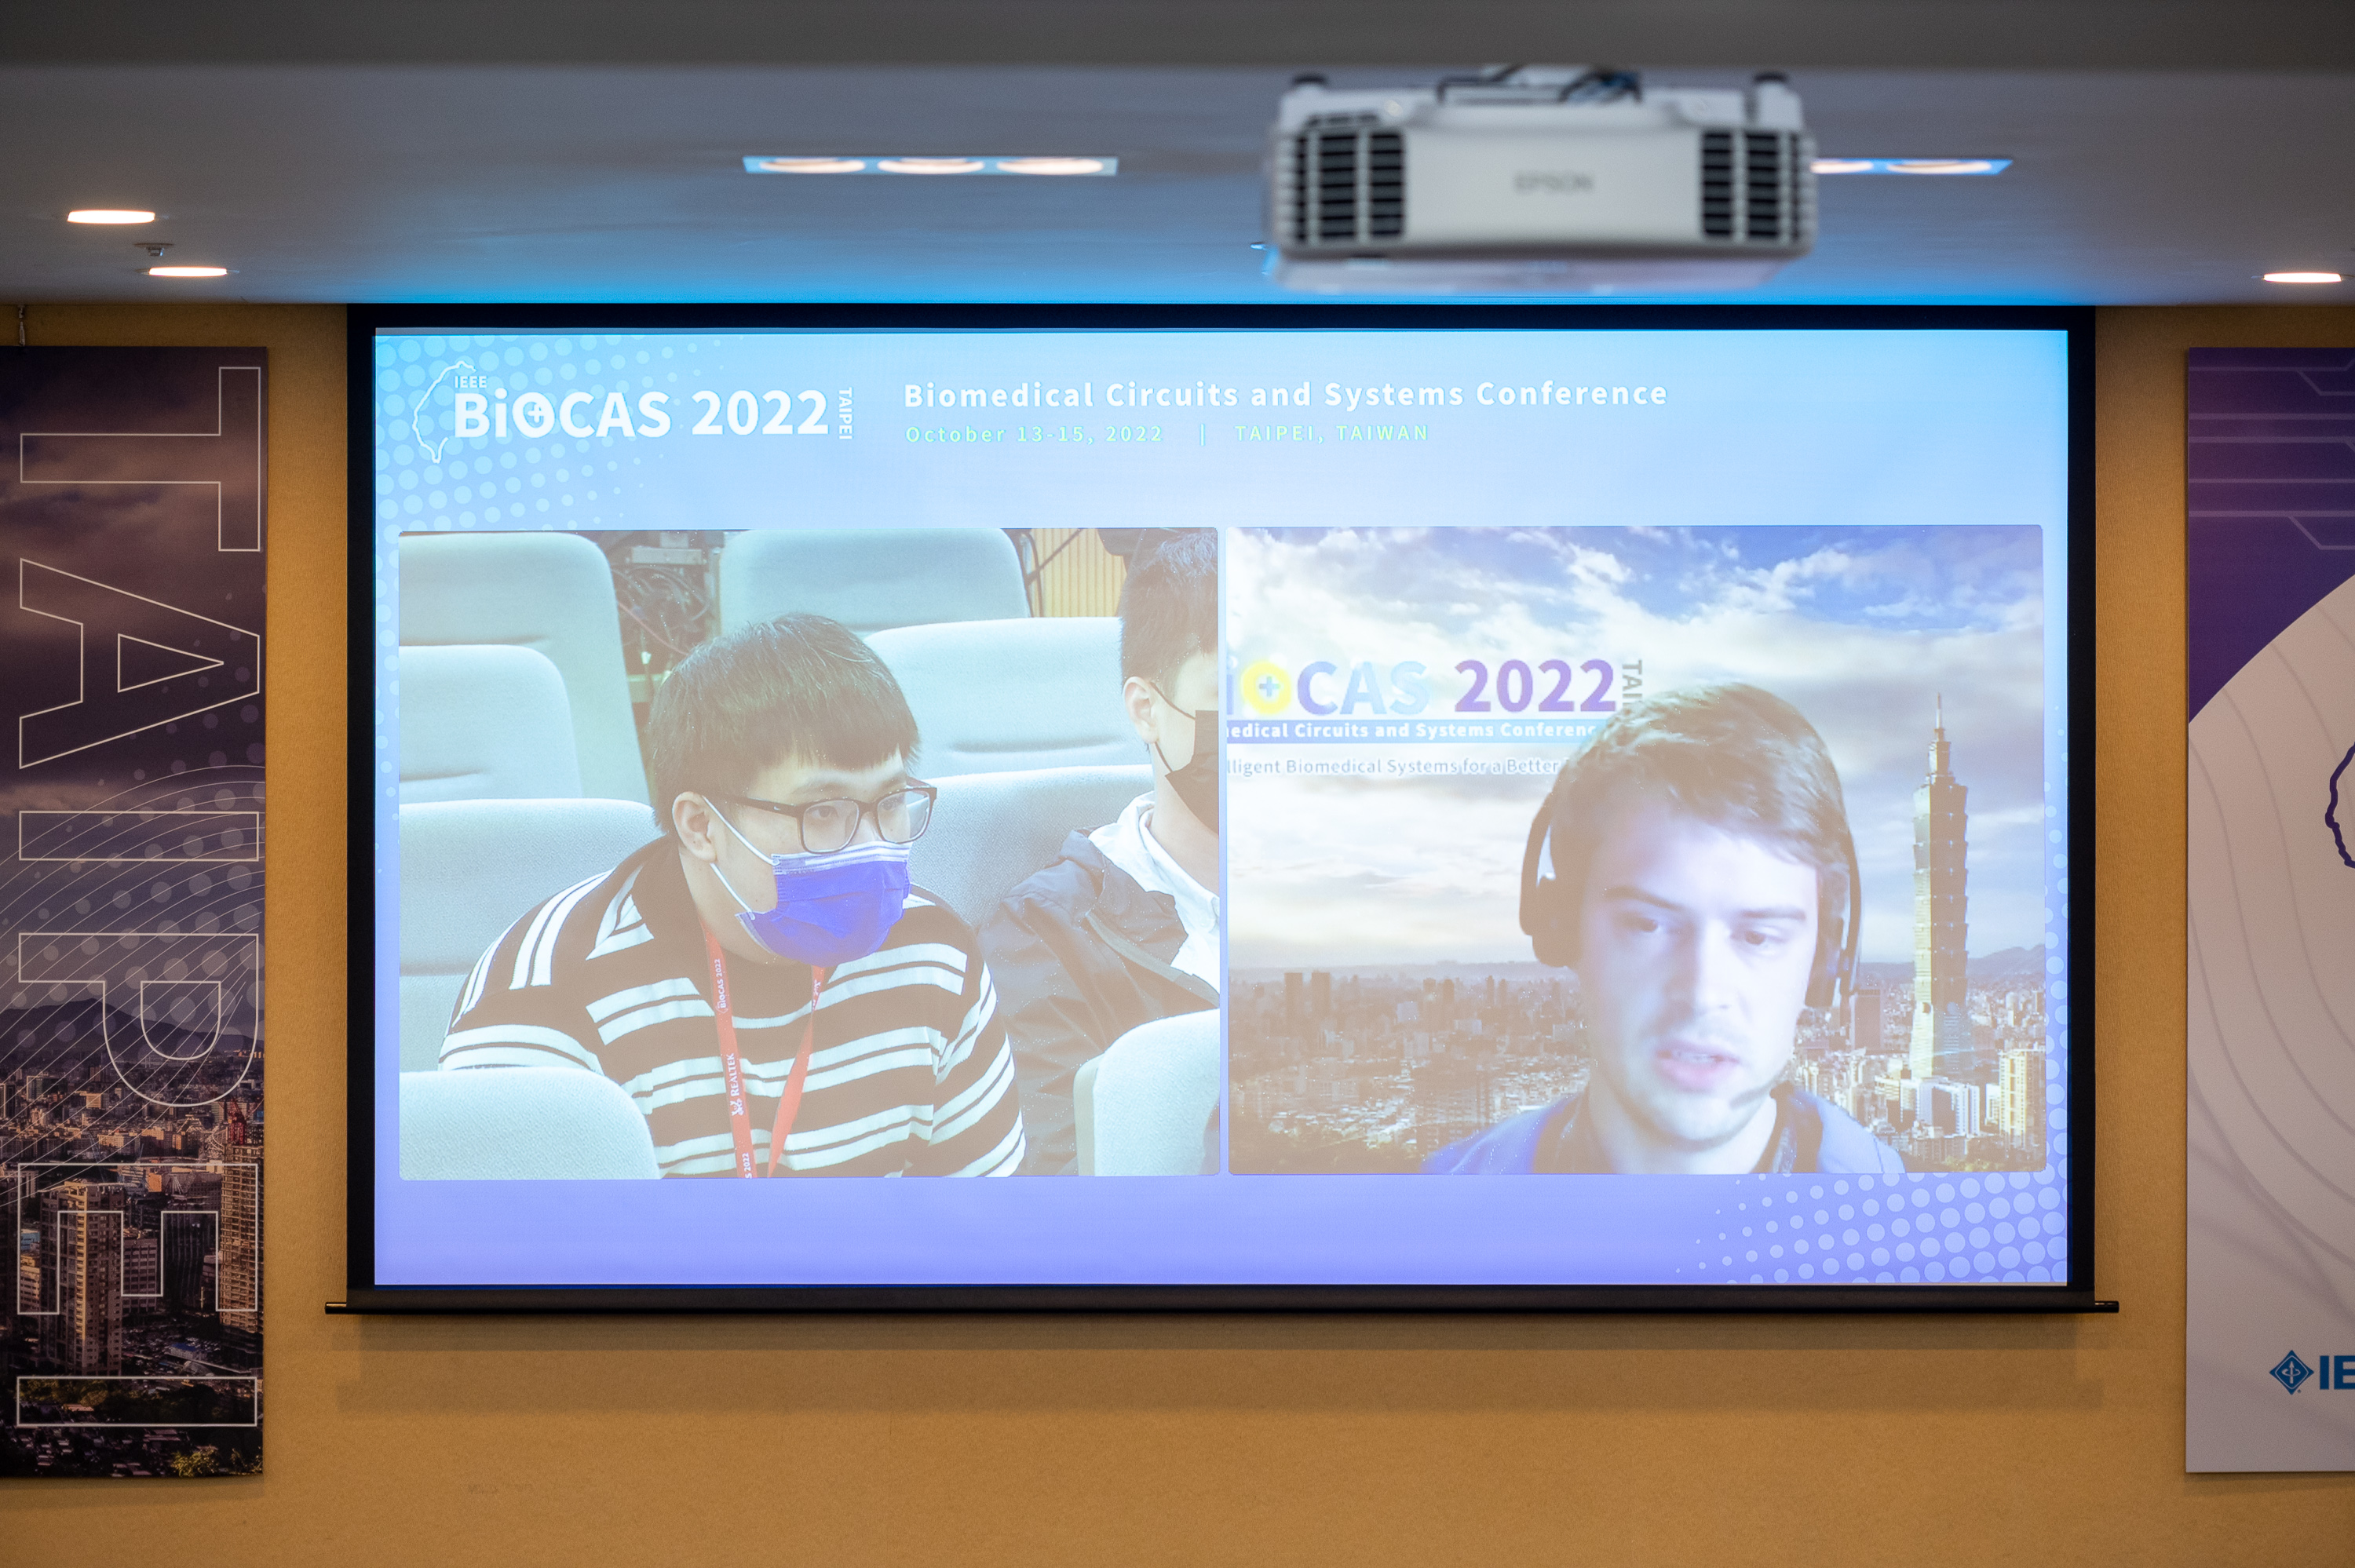 EPSON
TAIPEI
IEEE
BiOCAS 2022
TAIPEI
Biomedical Circuits and Systems Conference
October 13-15, 2022 | TAIPEI, TAIWAN
BiOCAS 2022
REALTEK
S 2022
iOCAS 2022
TAI
edical Circuits and Systems Conferenc
lligent Biomedical Systems for a Better
IE